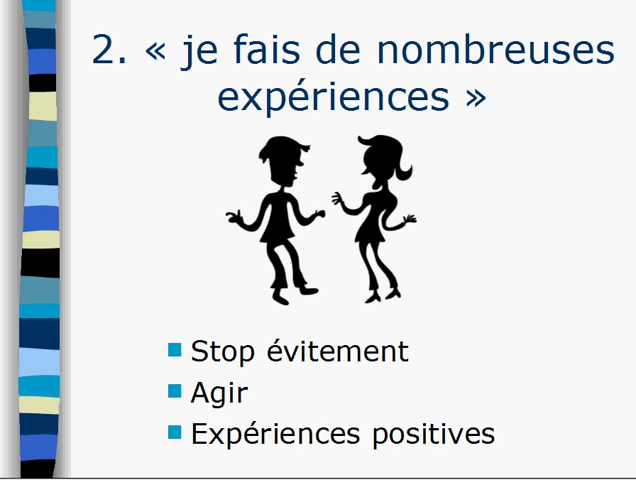 2. « je fais de nombreuses
expériences »
Stop évitement
Agir
Expériences positives